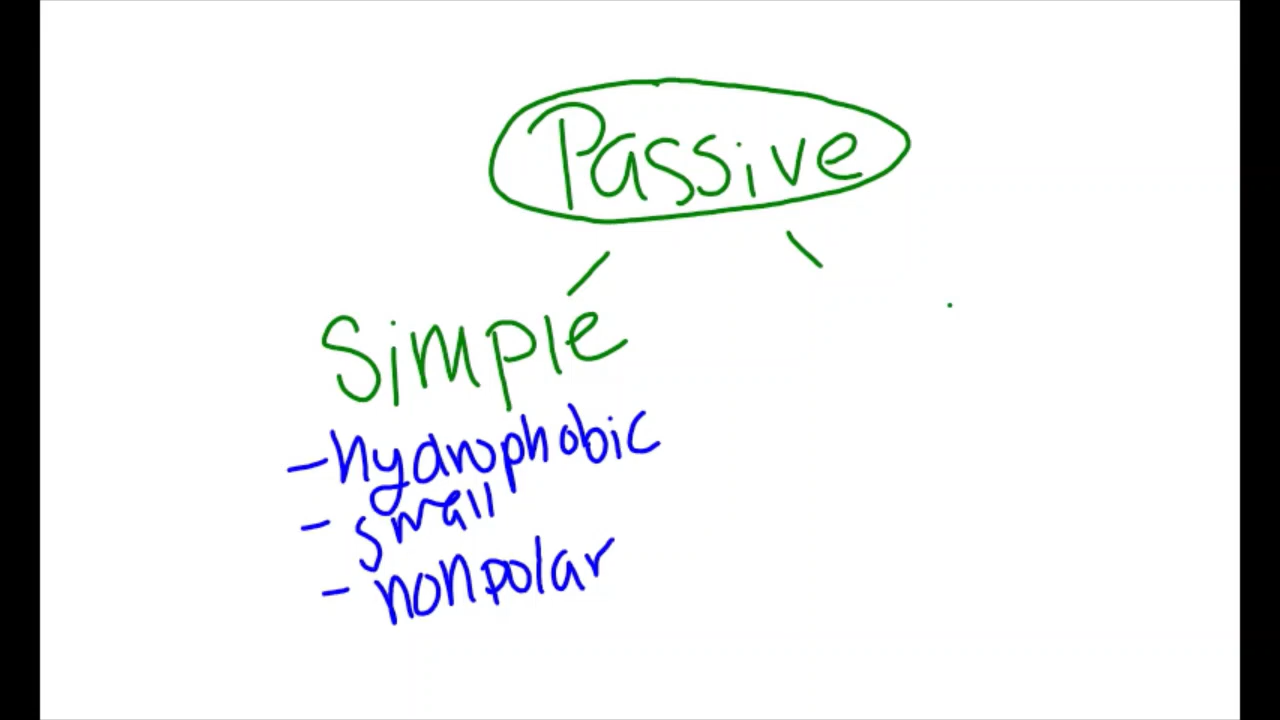 Passive
Simple
- hydrophobic
- small
- nonpolar